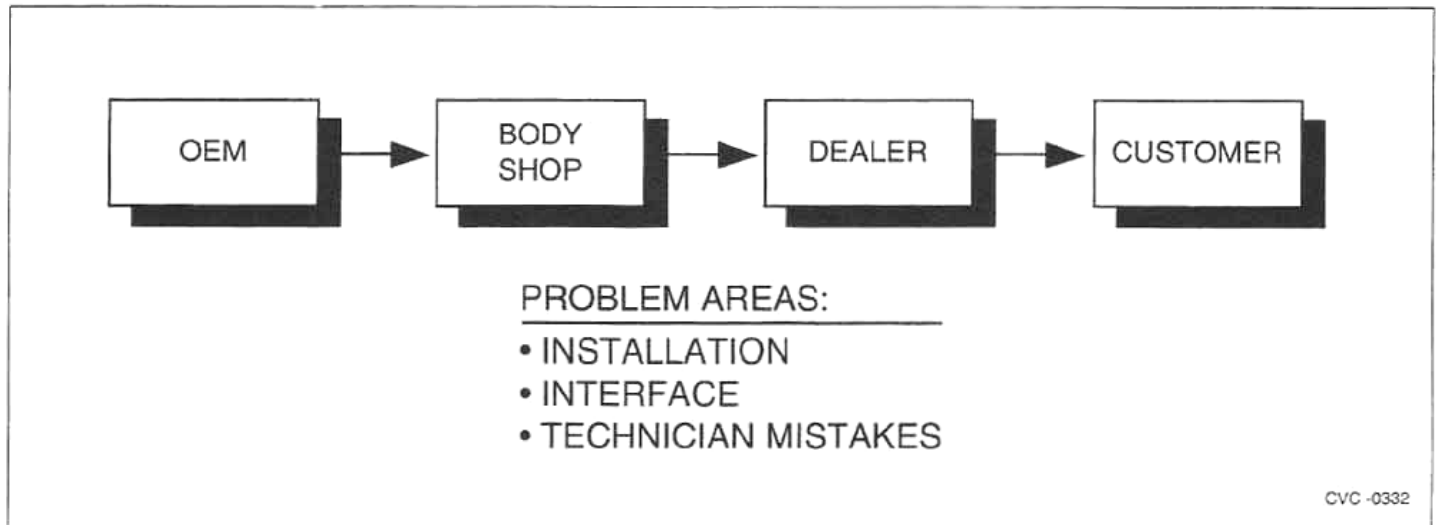 OEM
BODY
SHOP
DEALER
CUSTOMER
PROBLEM AREAS:
• INSTALLATION
• INTERFACE
• TECHNICIAN MISTAKES
CVC -0332